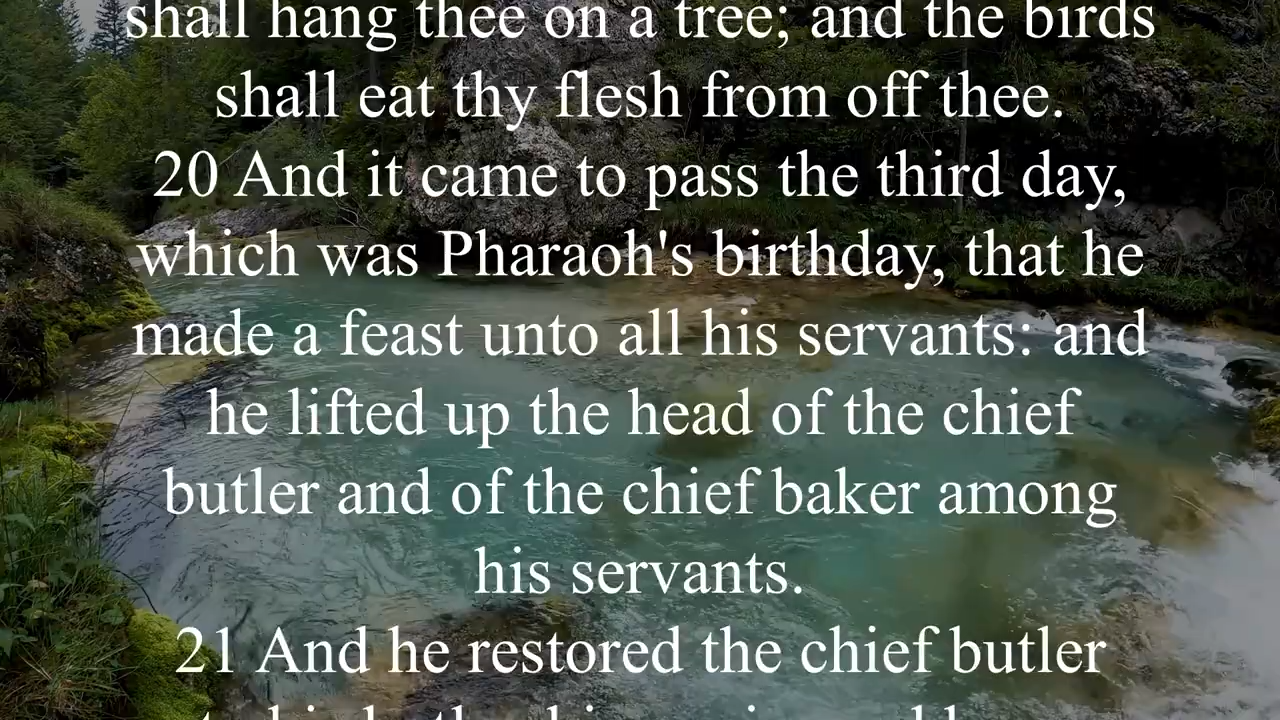 shall hang thee on a tree; and the birds
shall eat thy flesh from off thee.
20 And it came to pass the third day,
which was Pharaoh's birthday, that he
made a feast unto all his servants: and
he lifted up the head of the chief
butler and of the chief baker among
his servants.
21 And he restored the chief butler